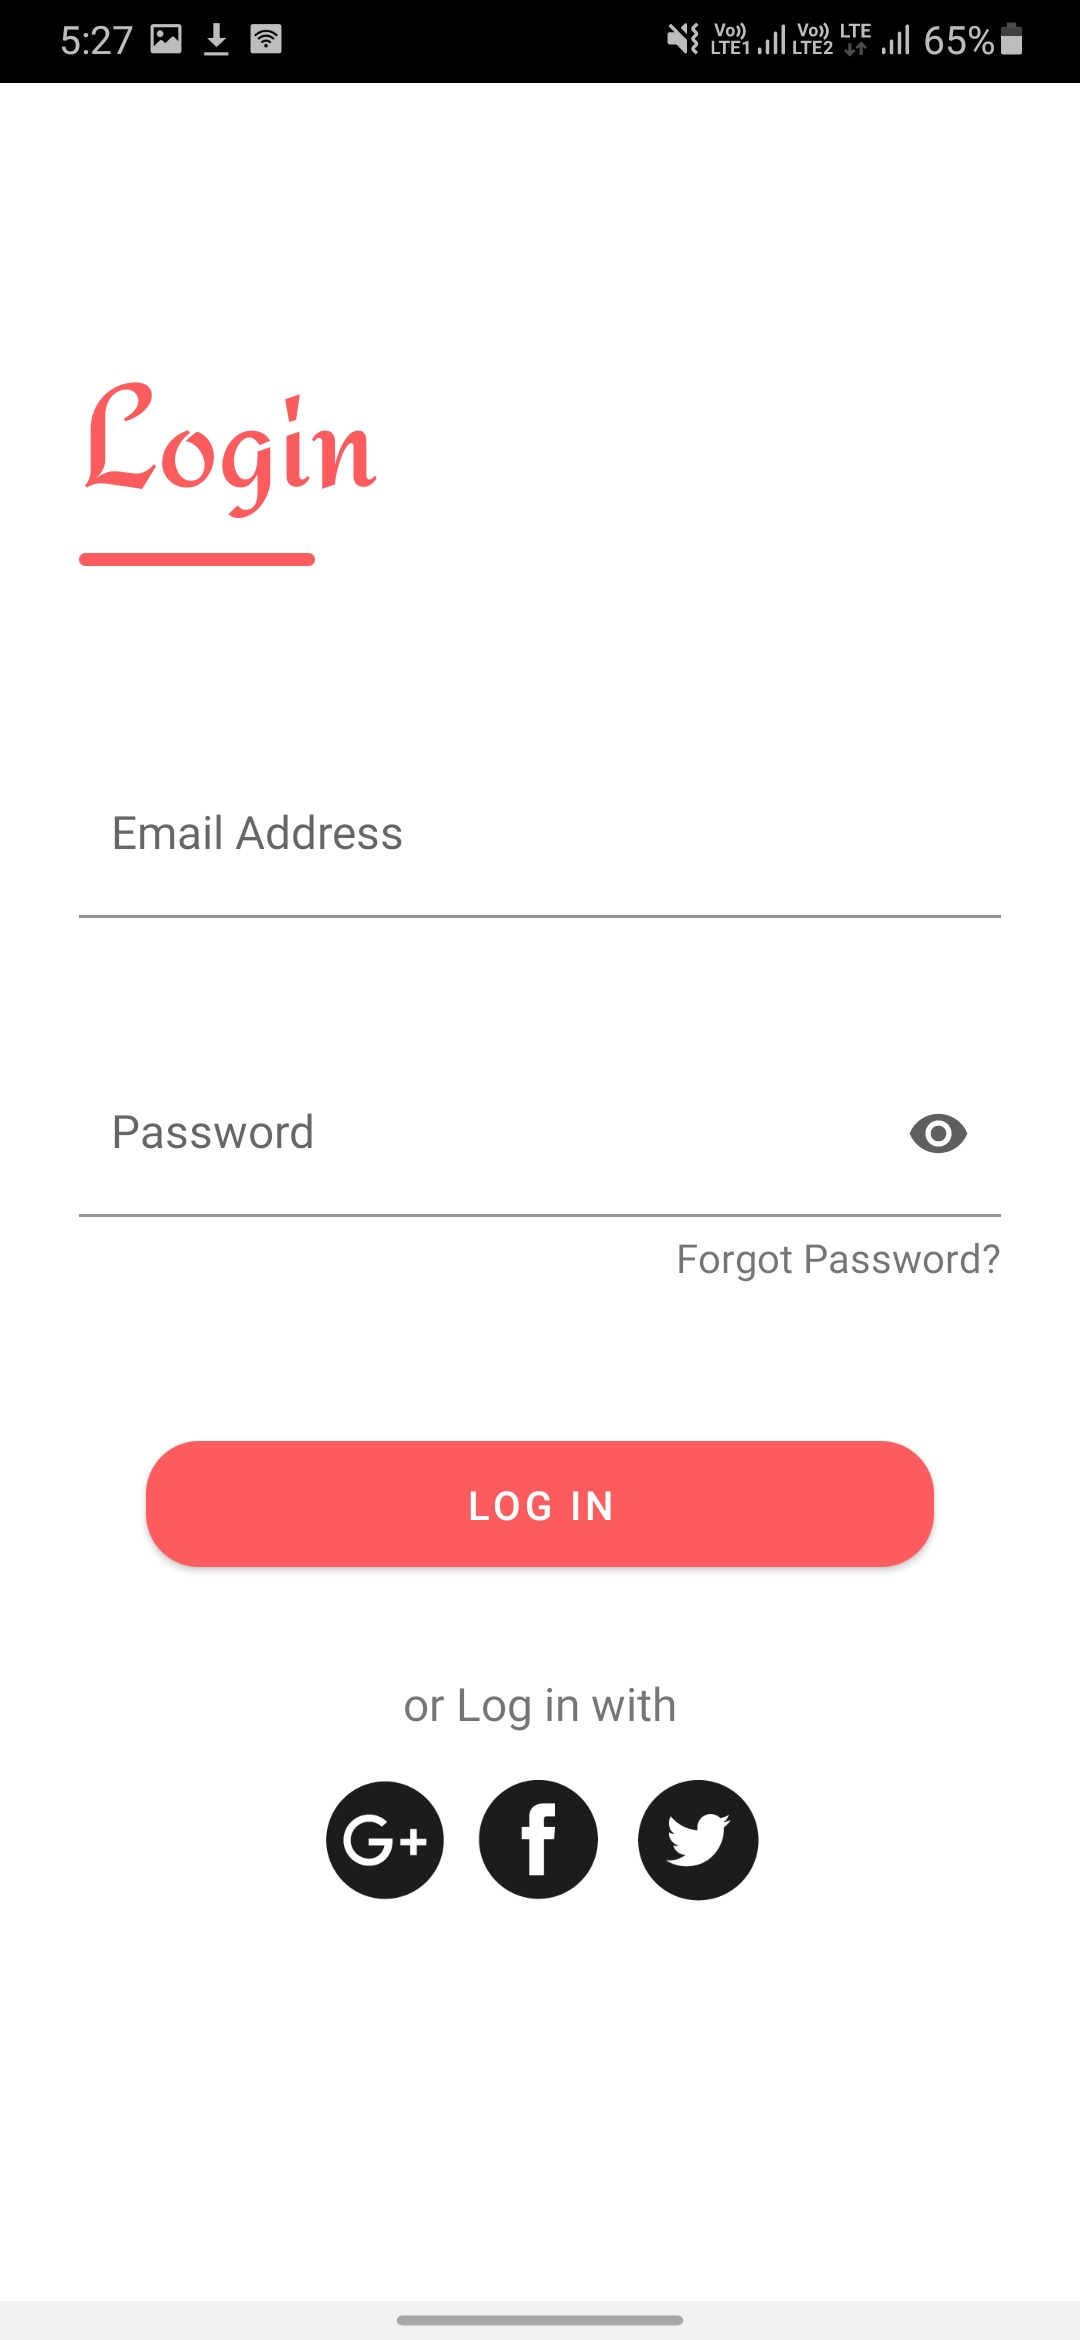 5:27 Vo)) LTE1 Vo)) LTE2 LTE 65%
Login
Email Address
Password
Forgot Password?
LOG IN
or Log in with
G+ f